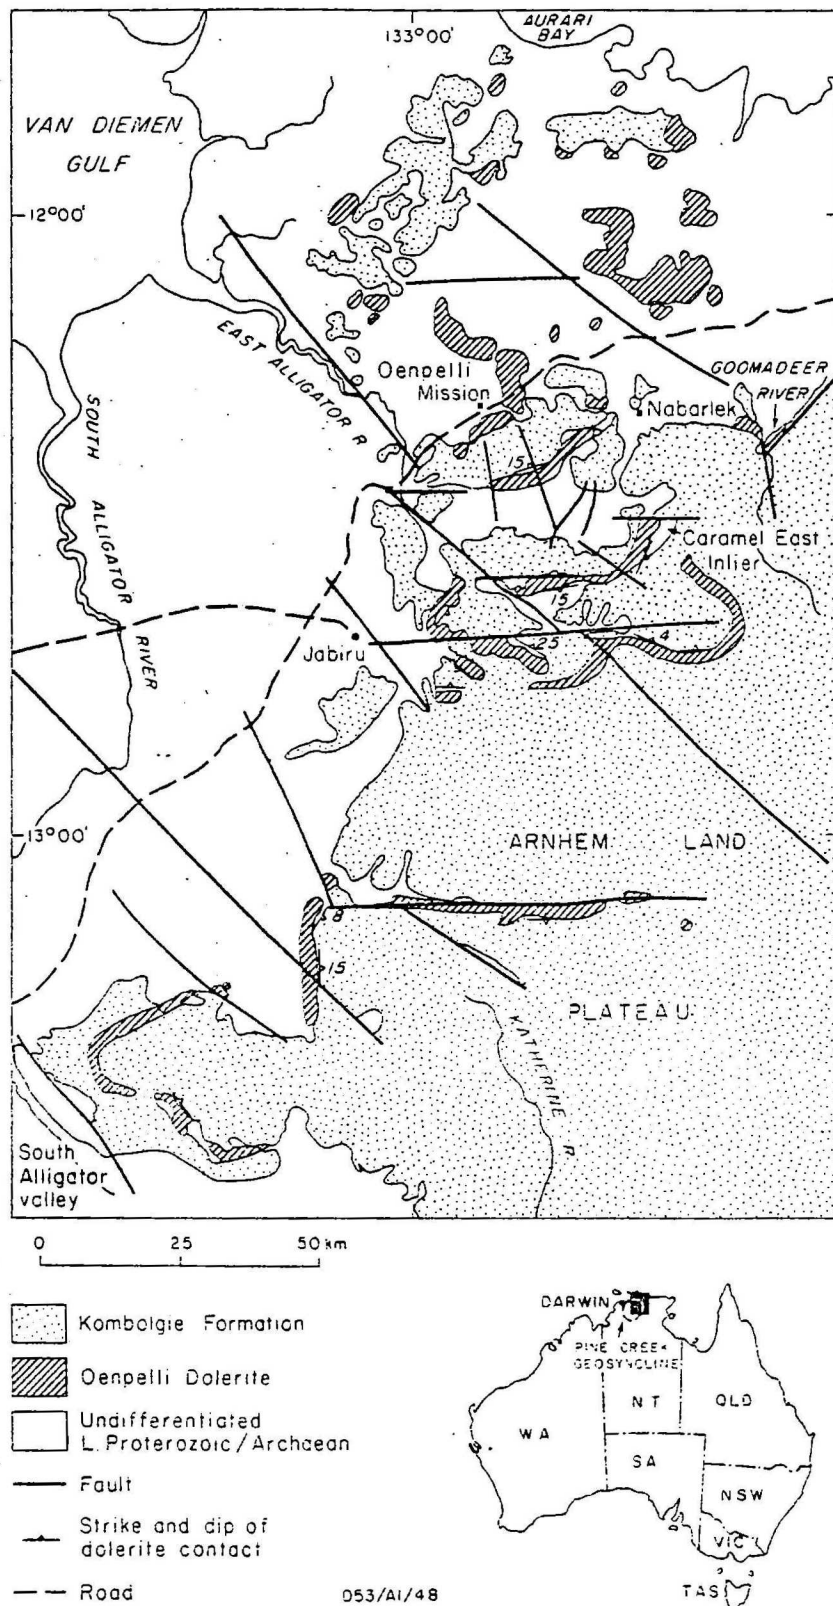 133°00'
AURARI
BAY
VAN DIEMEN
GULF
12°00'
EAST ALLIGATOR R
Oenpelli
Mission
GOOMADEER
RIVER
Nabarlek
SOUTH
ALLIGATOR
RIVER
15
Caramel East
Inlier
15
4
25
Jabiru
13°00'
ARNHEM LAND
8
15
PLATEAU
KATHERINE R
South
Alligator
valley
0 25 50 km
Kombolgie Formation
Oenpelli Dolerite
Undifferentiated
L. Proterozoic/Archaean
Fault
Strike and dip of
dolerite contact
Road
D53/A1/48
DARWIN
PINE CREEK
GEOSYNCLINE
NT
QLD
WA
SA
NSW
VIC
TAS